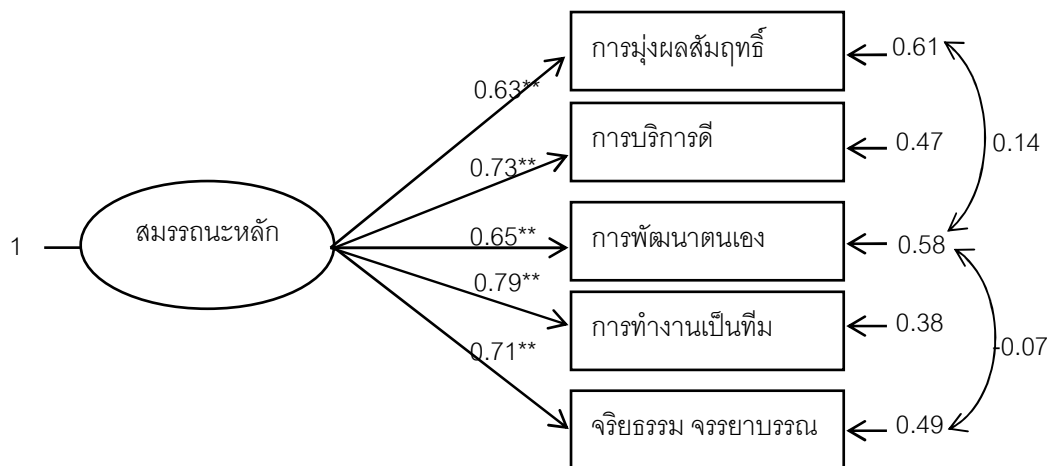 การมุ่งผลสัมฤทธิ์
0.61
0.63**
การบริการดี
0.47
0.14
0.73**
สมรรถนะหลัก
1
0.65**
การพัฒนาตนเอง
0.58
0.79**
การทำงานเป็นทีม
0.38
-0.07
0.71**
จริยธรรม จรรยาบรรณ
0.49